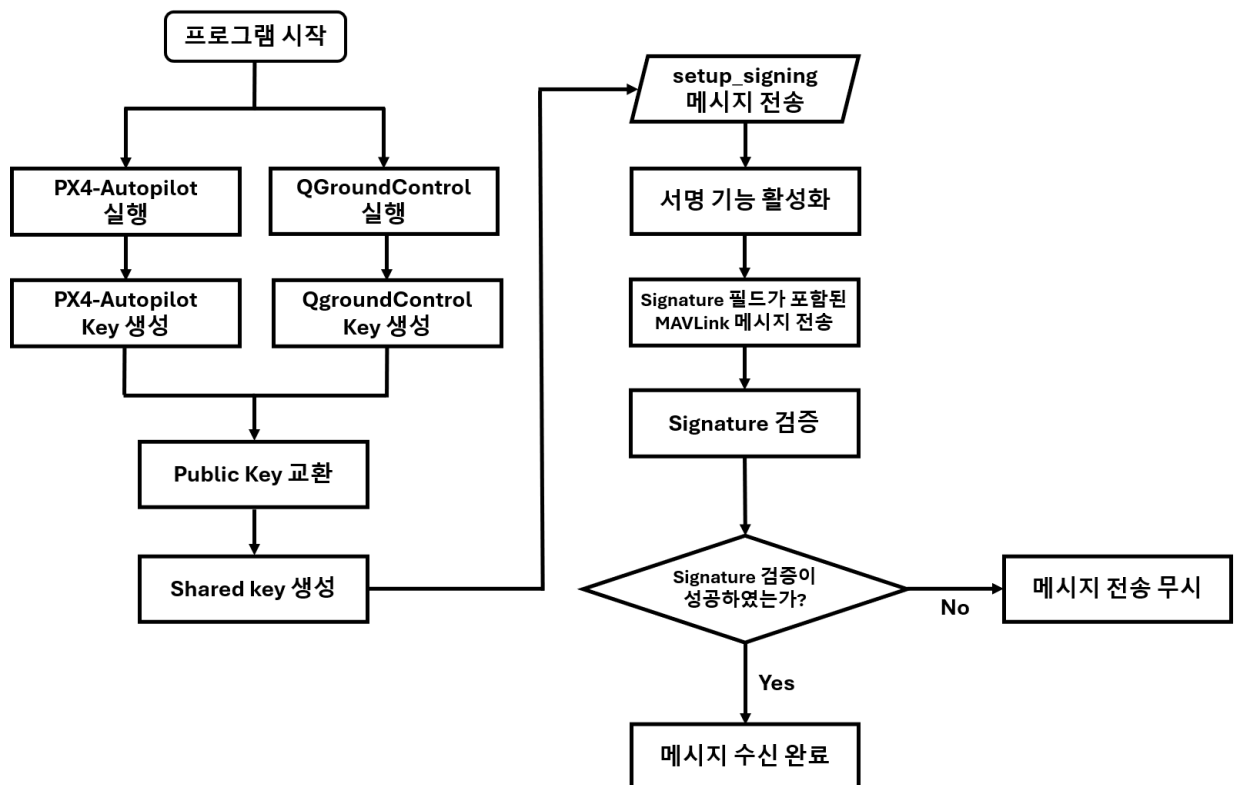 프로그램 시작
PX4-Autopilot
실행
QGroundControl
실행
PX4-Autopilot
Key 생성
QgroundControl
Key 생성
Public Key 교환
Shared key 생성
setup_signing
메시지 전송
서명 기능 활성화
Signature 필드가 포함된
MAVLink 메시지 전송
Signature 검증
Signature 검증이
성공하였는가?
No
메시지 전송 무시
Yes
메시지 수신 완료